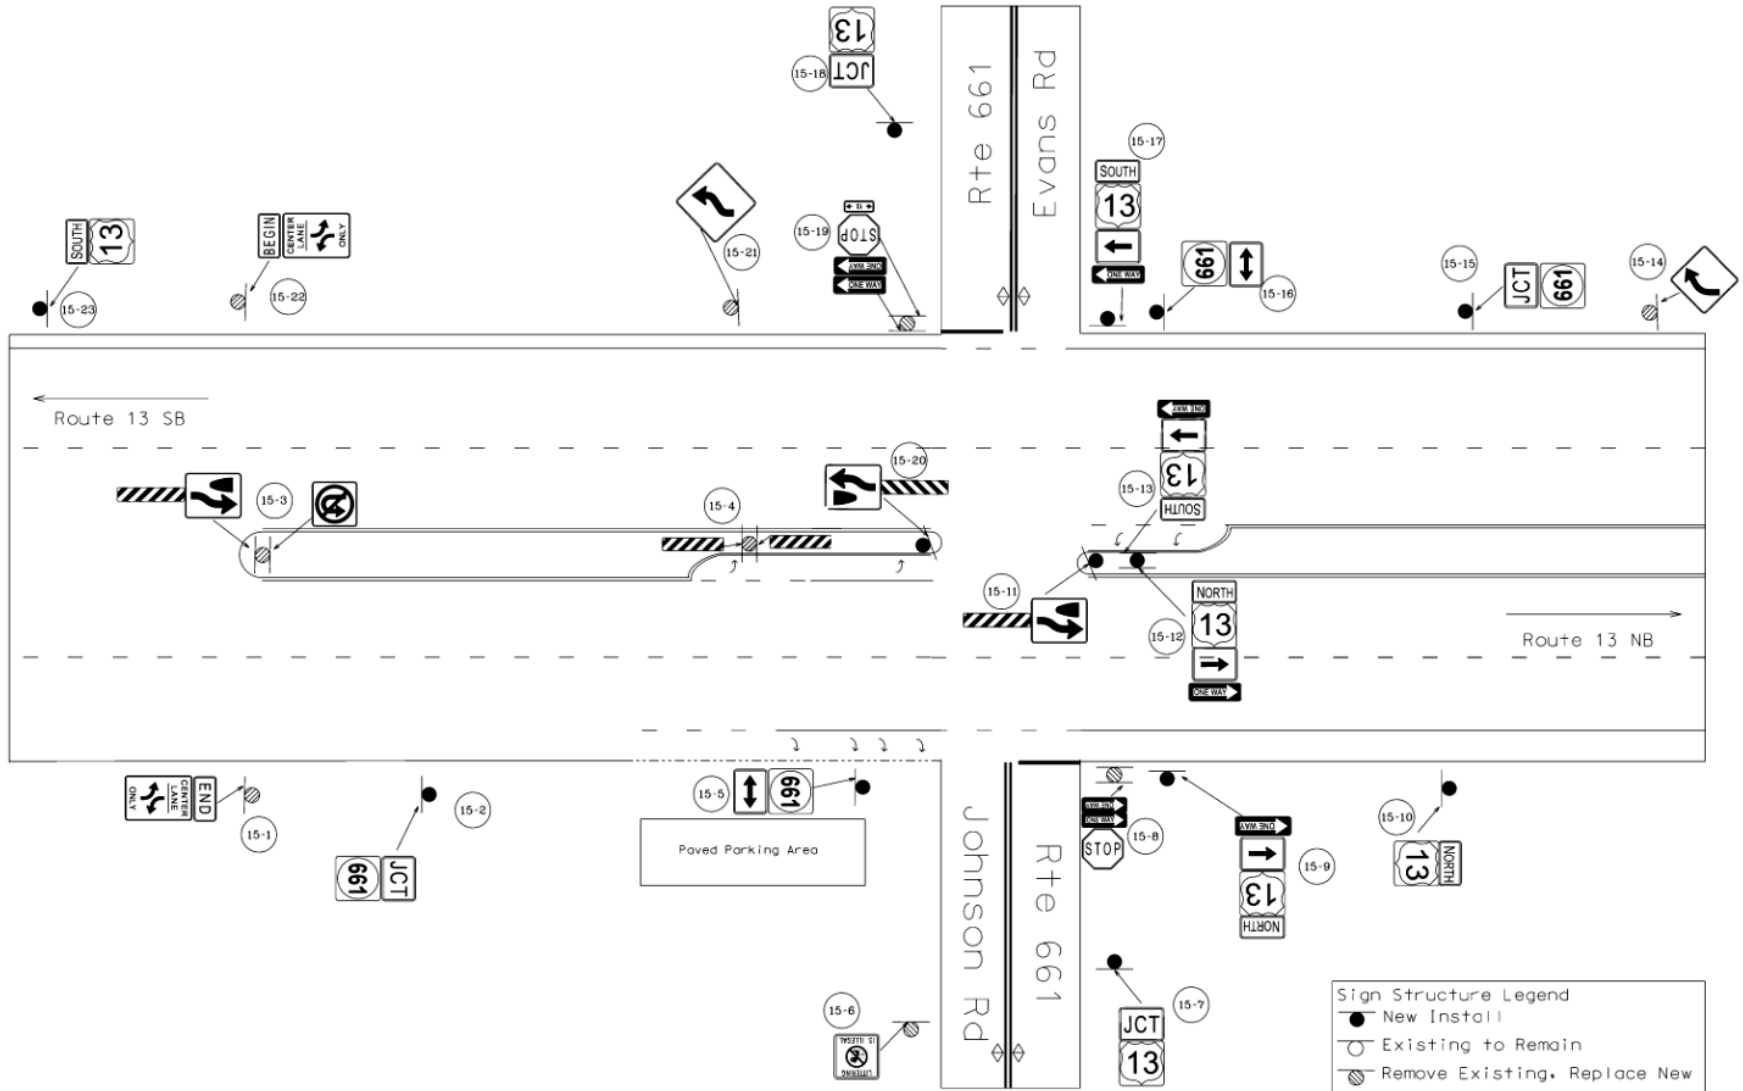 13
JCT
15-18
Rte 661
Evans Rd
15-17
SOUTH
13
ONE WAY
SOUTH
13
15-23
BEGIN
CENTER
LANE
ONLY
15-22
15-21
15-19
STOP
ONE WAY
ONE WAY
661
15-16
15-15
JCT
661
15-14
Route 13 SB
15-3
15-4
15-20
ONE WAY
13
SOUTH
15-13
15-11
15-12
NORTH
13
ONE WAY
Route 13 NB
END
CENTER
LANE
ONLY
15-1
15-2
JCT
661
15-5
661
Paved Parking Area
Johnson Rd
Rte 661
ONE WAY
ONE WAY
STOP
15-8
ONE WAY
13
NORTH
15-9
15-10
NORTH
13
15-6
LITTERING
IS ILLEGAL
15-7
JCT
13
Sign Structure Legend
New Install
Existing to Remain
Remove Existing, Replace New